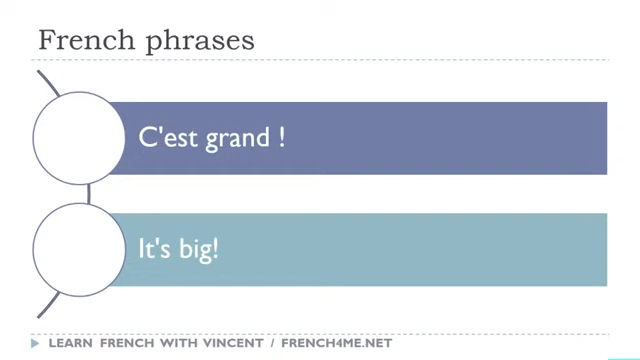 French phrases
C'est grand !
It's big!
LEARN FRENCH WITH VINCENT / FRENCH4ME.NET